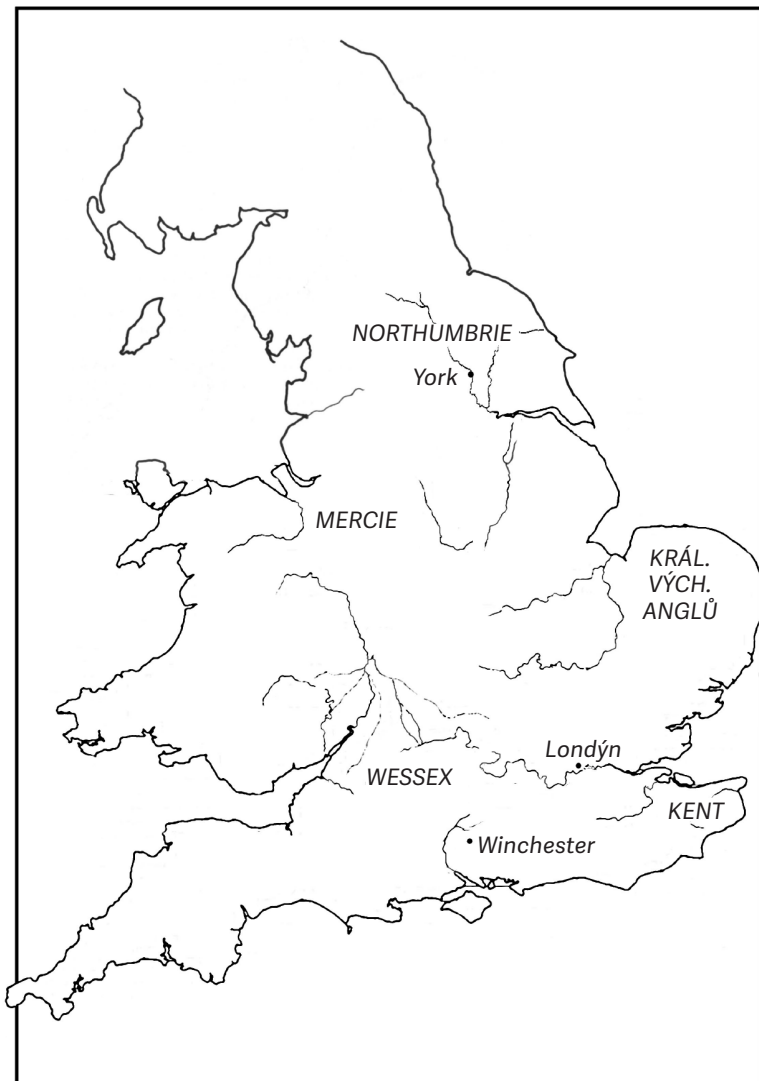 NORTHUMBRIE
York
MERCIE
KRÁL.
VÝCH.
ANGLŮ
Londýn
WESSEX
KENT
Winchester